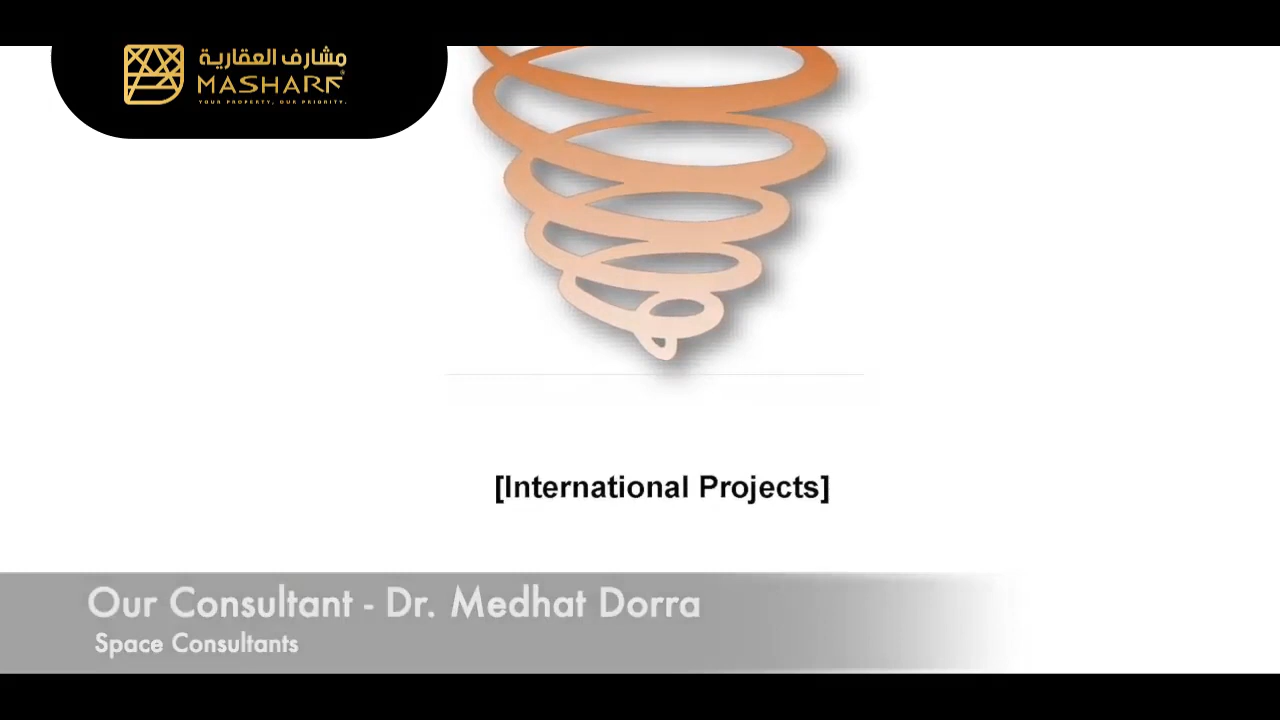 مشارف العقارية
MASHARF
YOUR PROPERTY, OUR PRIORITY.
[International Projects]
Our Consultant - Dr. Medhat Dorra
Space Consultants